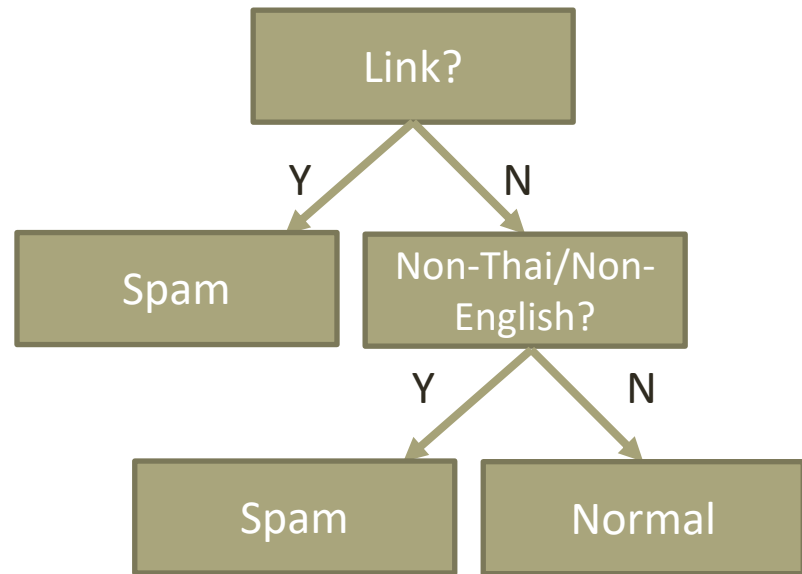 Link?
Y
N
Spam
Non-Thai/Non-
English?
Y
N
Spam
Normal